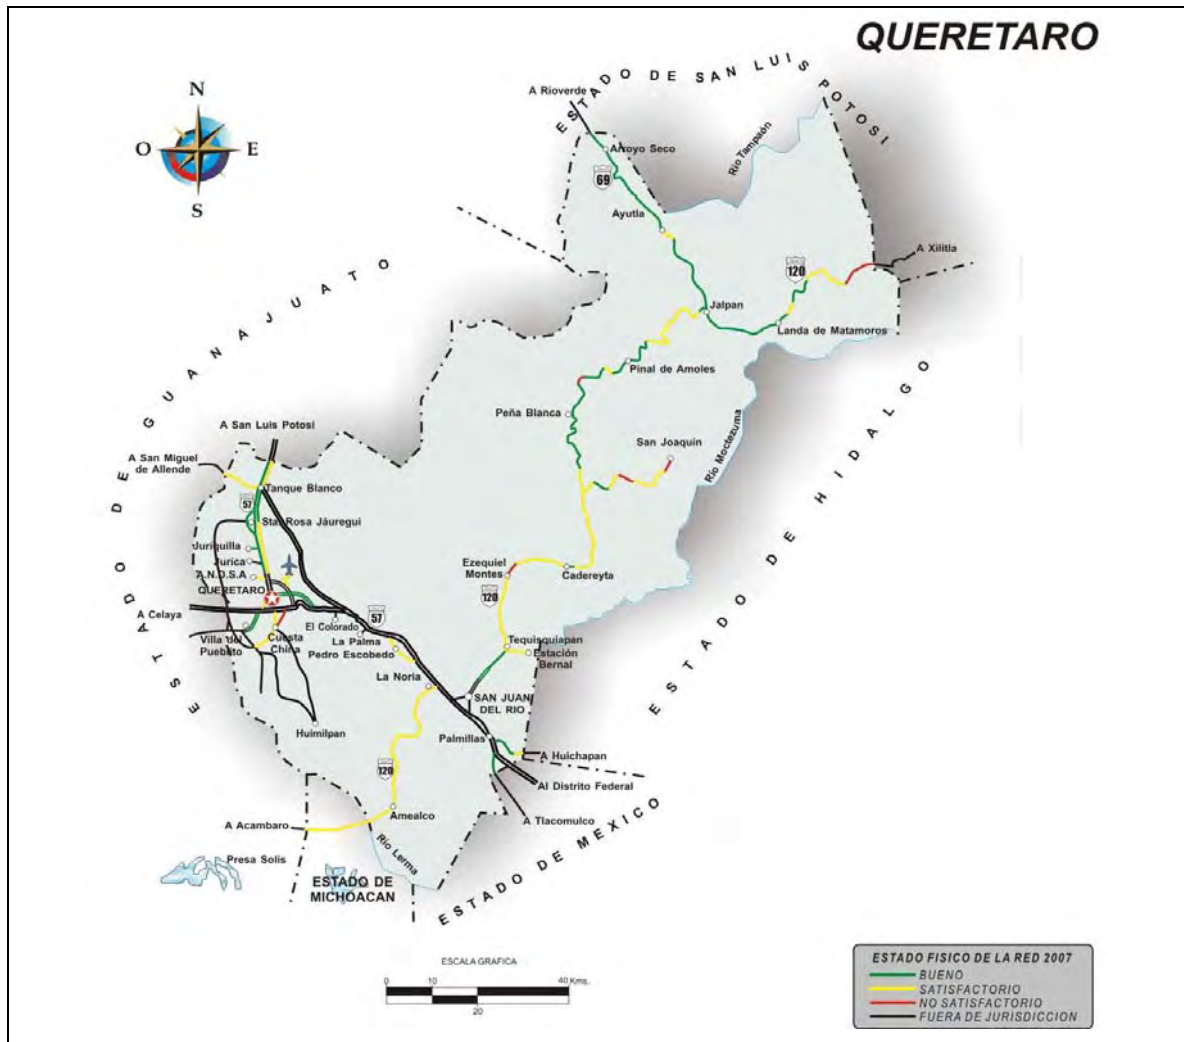 QUERETARO
N
O E
S
ESTADO DE SAN LUIS POTOSI
A Rioverde
Arroyo Seco
69
Río Tampaón
Ayutla
A Xilitla
120
ESTADO DE GUANAJUATO
Jalpan
Landa de Matamoros
Pinal de Amoles
Peña Blanca
A San Luis Potosí
San Joaquín
Río Moctezuma
A San Miguel
de Allende
Tanque Blanco
57
Sta. Rosa Jáuregui
ESTADO DE HIDALGO
Juriquilla
Jurica
Ezequiel
Montes
Cadereyta
A.N.D.S.A
QUERETARO
120
A Celaya
57
El Colorado
Villa del
Pueblito
Cuesta
China
La Palma
Pedro Escobedo
Tequisquiapan
Estación
Bernal
La Noria
SAN JUAN
DEL RIO
Huimilpan
Palmillas
A Huichapan
120
Al Distrito Federal
Amealco
A Tlacomulco
A Acambaro
Río Lerma
ESTADO DE MEXICO
Presa Solis
ESTADO DE
MICHOACAN
ESCALA GRAFICA
0 10 40 Kms.
20
ESTADO FISICO DE LA RED 2007
BUENO
SATISFACTORIO
NO SATISFACTORIO
FUERA DE JURISDICCION